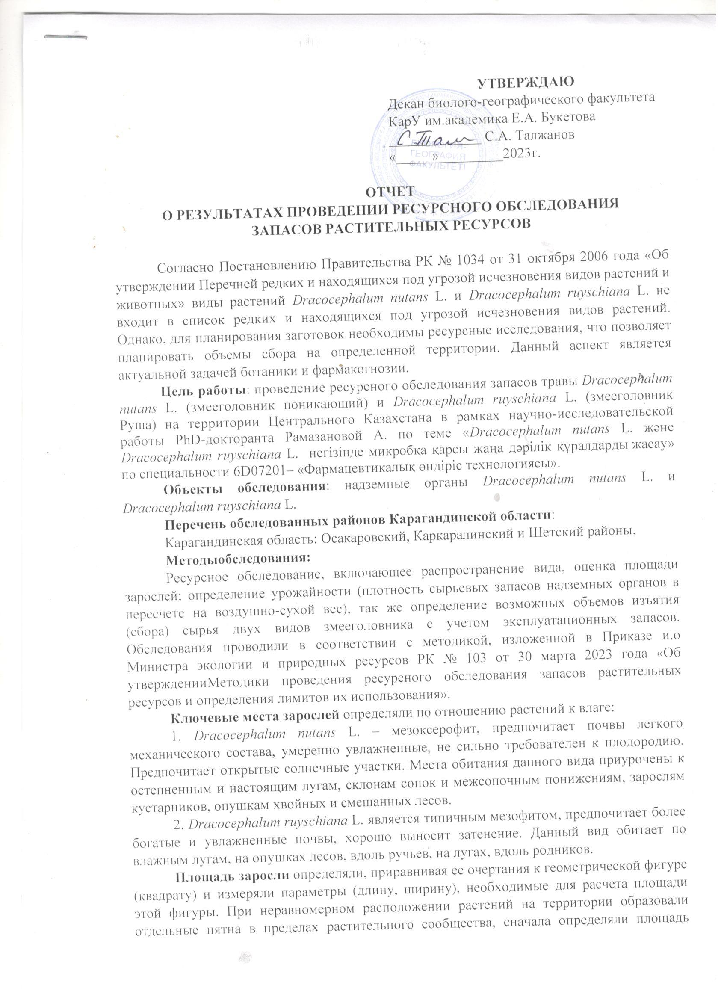 УТВЕРЖДАЮ
Декан биолого-географического факультета
КарУ им.академика Е.А. Букетова
С.А. Талжанов
«_____»_________2023г.
ГЕОГРАФИЯ
ФАКУЛЬТЕТІ
ОТЧЕТ
О РЕЗУЛЬТАТАХ ПРОВЕДЕНИИ РЕСУРСНОГО ОБСЛЕДОВАНИЯ
ЗАПАСОВ РАСТИТЕЛЬНЫХ РЕСУРСОВ
Согласно Постановлению Правительства РК № 1034 от 31 октября 2006 года «Об
утверждении Перечней редких и находящихся под угрозой исчезновения видов растений и
животных» виды растений Dracocephalum nutans L. и Dracocephalum ruyschiana L. не
входит в список редких и находящихся под угрозой исчезновения видов растений.
Однако, для планирования заготовок необходимы ресурсные исследования, что позволяет
планировать объемы сбора на определенной территории. Данный аспект является
актуальной задачей ботаники и фармакогнозии.
Цель работы: проведение ресурсного обследования запасов травы Dracocephalum
nutans L. (змееголовник поникающий) и Dracocephalum ruyschiana L. (змееголовник
Руша) на территории Центрального Казахстана в рамках научно-исследовательской
работы PhD-докторанта Рамазановой А. по теме «Dracocephalum nutans L. және
Dracocephalum ruyschiana L. негізінде микробқа қарсы жаңа дәрілік құралдарды жасау»
по специальности 6D07201– «Фармацевтикалық өндіріс технологиясы».
Объекты обследования: надземные органы Dracocephalum nutans L. и
Dracocephalum ruyschiana L.
Перечень обследованных районов Карагандинской области:
Карагандинская область: Осакаровский, Каркаралинский и Шетский районы.
Методыобследования:
Ресурсное обследование, включающее распространение вида, оценка площади
зарослей; определение урожайности (плотность сырьевых запасов надземных органов в
пересчете на воздушно-сухой вес), так же определение возможных объемов изъятия
(сбора) сырья двух видов змееголовника с учетом эксплуатационных запасов.
Обследования проводили в соответствии с методикой, изложенной в Приказе и.о
Министра экологии и природных ресурсов РК № 103 от 30 марта 2023 года «Об
утвержденииМетодики проведения ресурсного обследования запасов растительных
ресурсов и определения лимитов их использования».
Ключевые места зарослей определяли по отношению растений к влаге:
1. Dracocephalum nutans L. – мезоксерофит, предпочитает почвы легкого
механического состава, умеренно увлажненные, не сильно требователен к плодородию.
Предпочитает открытые солнечные участки. Места обитания данного вида приурочены к
остепненным и настоящим лугам, склонам сопок и межсопочным понижениям, зарослям
кустарников, опушкам хвойных и смешанных лесов.
2. Dracocephalum ruyschiana L. является типичным мезофитом, предпочитает более
богатые и увлажненные почвы, хорошо выносит затенение. Данный вид обитает по
влажным лугам, на опушках лесов, вдоль ручьев, на лугах, вдоль родников.
Площадь заросли определяли, приравнивая ее очертания к геометрической фигуре
(квадрату) и измеряли параметры (длину, ширину), необходимые для расчета площади
этой фигуры. При неравномерном расположении растений на территории образовали
отдельные пятна в пределах растительного сообщества, сначала определяли площадь